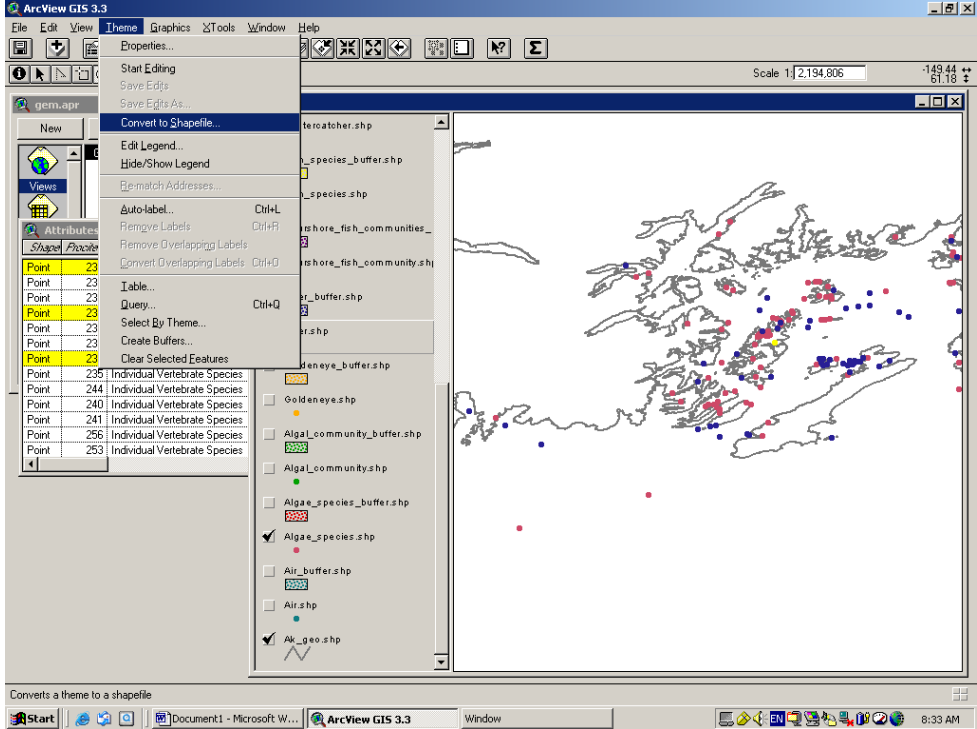 ArcView GIS 3.3
File Edit View Theme Graphics XTools Window Help
Scale 1: 2,194,806
-149.44
61.18
gem.apr
New
Views
Properties...
Start Editing
Save Edits
Save Edits As...
Convert to Shapefile...
Edit Legend...
Hide/Show Legend
Re-match Addresses...
Auto-label... Ctrl+L
Remove Labels Ctrl+R
Remove Overlapping Labels
Convert Overlapping Labels Ctrl+O
Table...
Query... Ctrl+Q
Select By Theme...
Create Buffers...
Clear Selected Features
Attributes
Shape
Point 23
Point 23
Point 23
Point 23
Point 23
Point 23
Point 23
Point 235 Individual Vertebrate Species
Point 244 Individual Vertebrate Species
Point 240 Individual Vertebrate Species
Point 241 Individual Vertebrate Species
Point 256 Individual Vertebrate Species
Point 253 Individual Vertebrate Species
tercatcher.shp
_species_buffer.shp
_species.shp
rshore_fish_communities_
rshore_fish_community.shp
er_buffer.shp
er.shp
deneye_buffer.shp
Goldeneye.shp
Algal_community_buffer.shp
Algal_community.shp
Algae_species_buffer.shp
Algae_species.shp
Air_buffer.shp
Air.shp
Ak_geo.shp
Converts a theme to a shapefile
Start
Document1 - Microsoft W...
ArcView GIS 3.3
Window
EN
8:33 AM